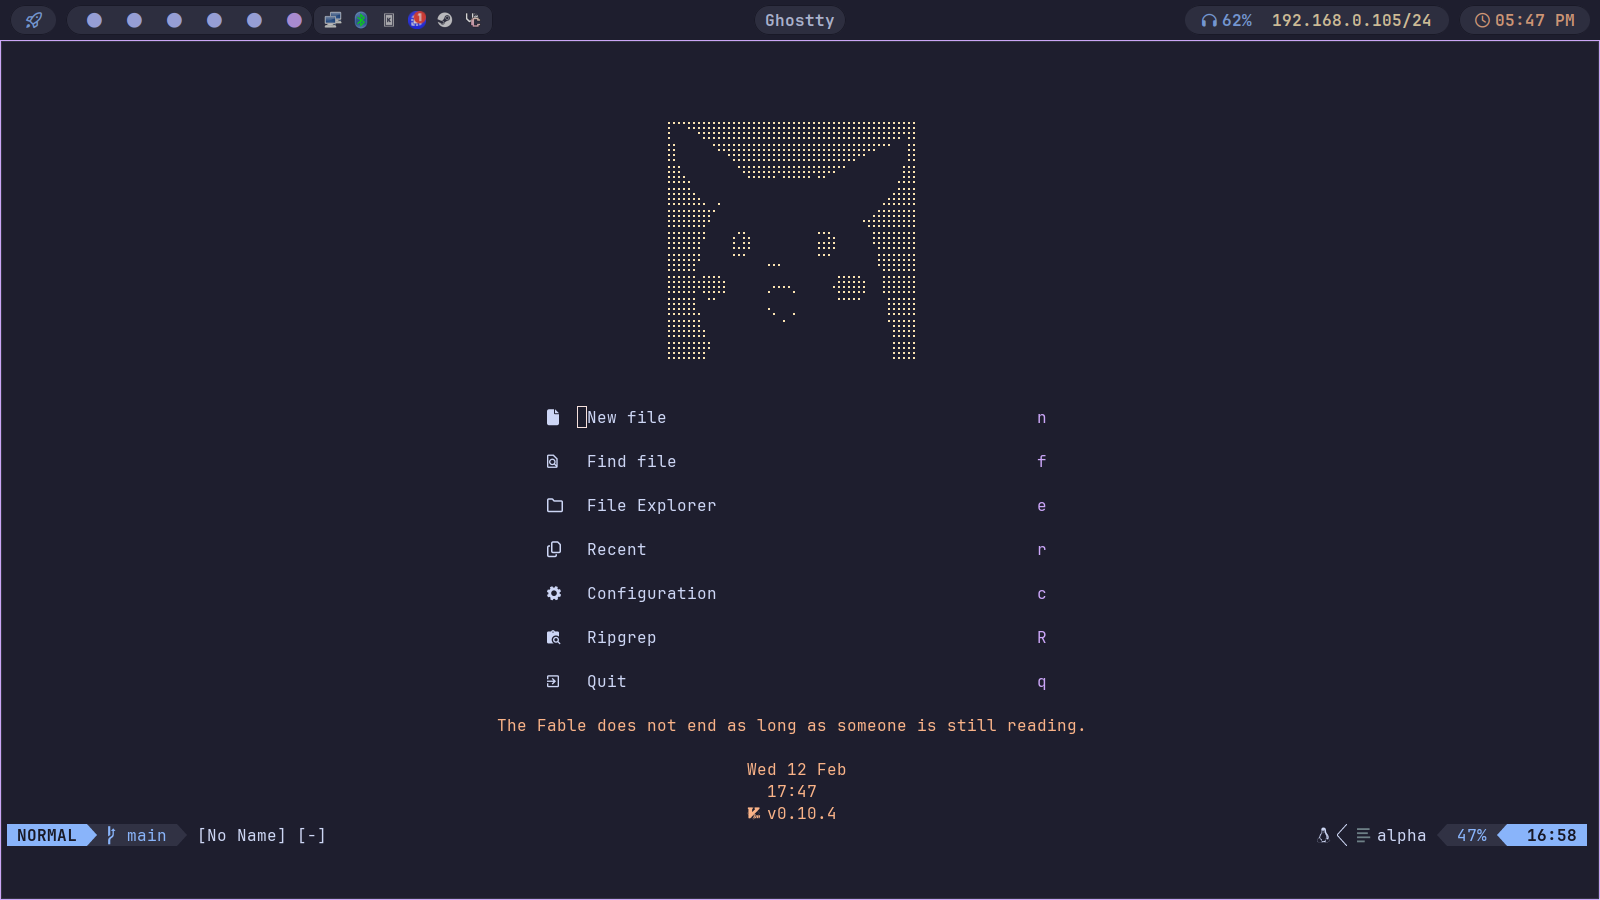 1
Ghostty
62% 192.168.0.105/24
05:47 PM
New file n
Find file f
File Explorer e
Recent r
Configuration c
Ripgrep R
Quit q
The Fable does not end as long as someone is still reading.
Wed 12 Feb
17:47
v0.10.4
NORMAL main [No Name] [-] alpha 47% 16:58